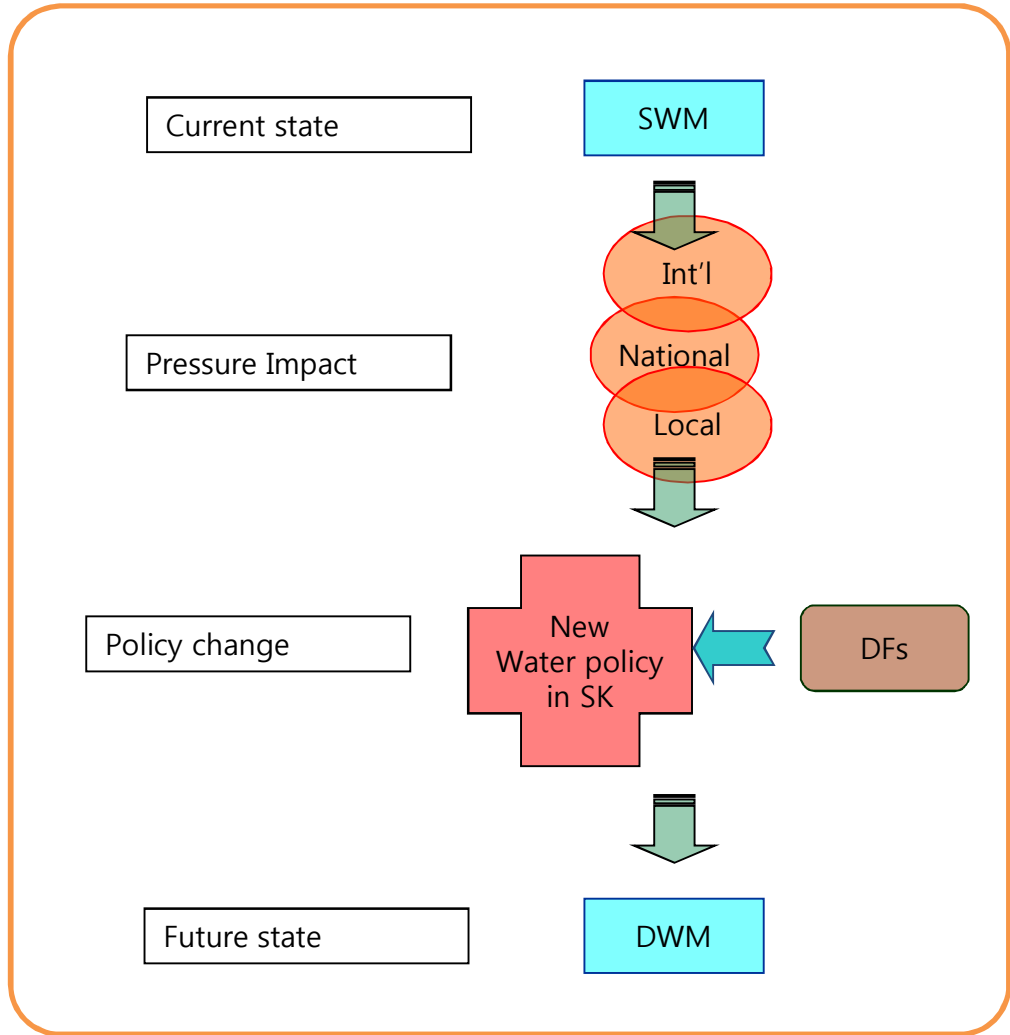 Current state
SWM
Int'l
Pressure Impact
National
Local
Policy change
New
Water policy
in SK
DFs
Future state
DWM